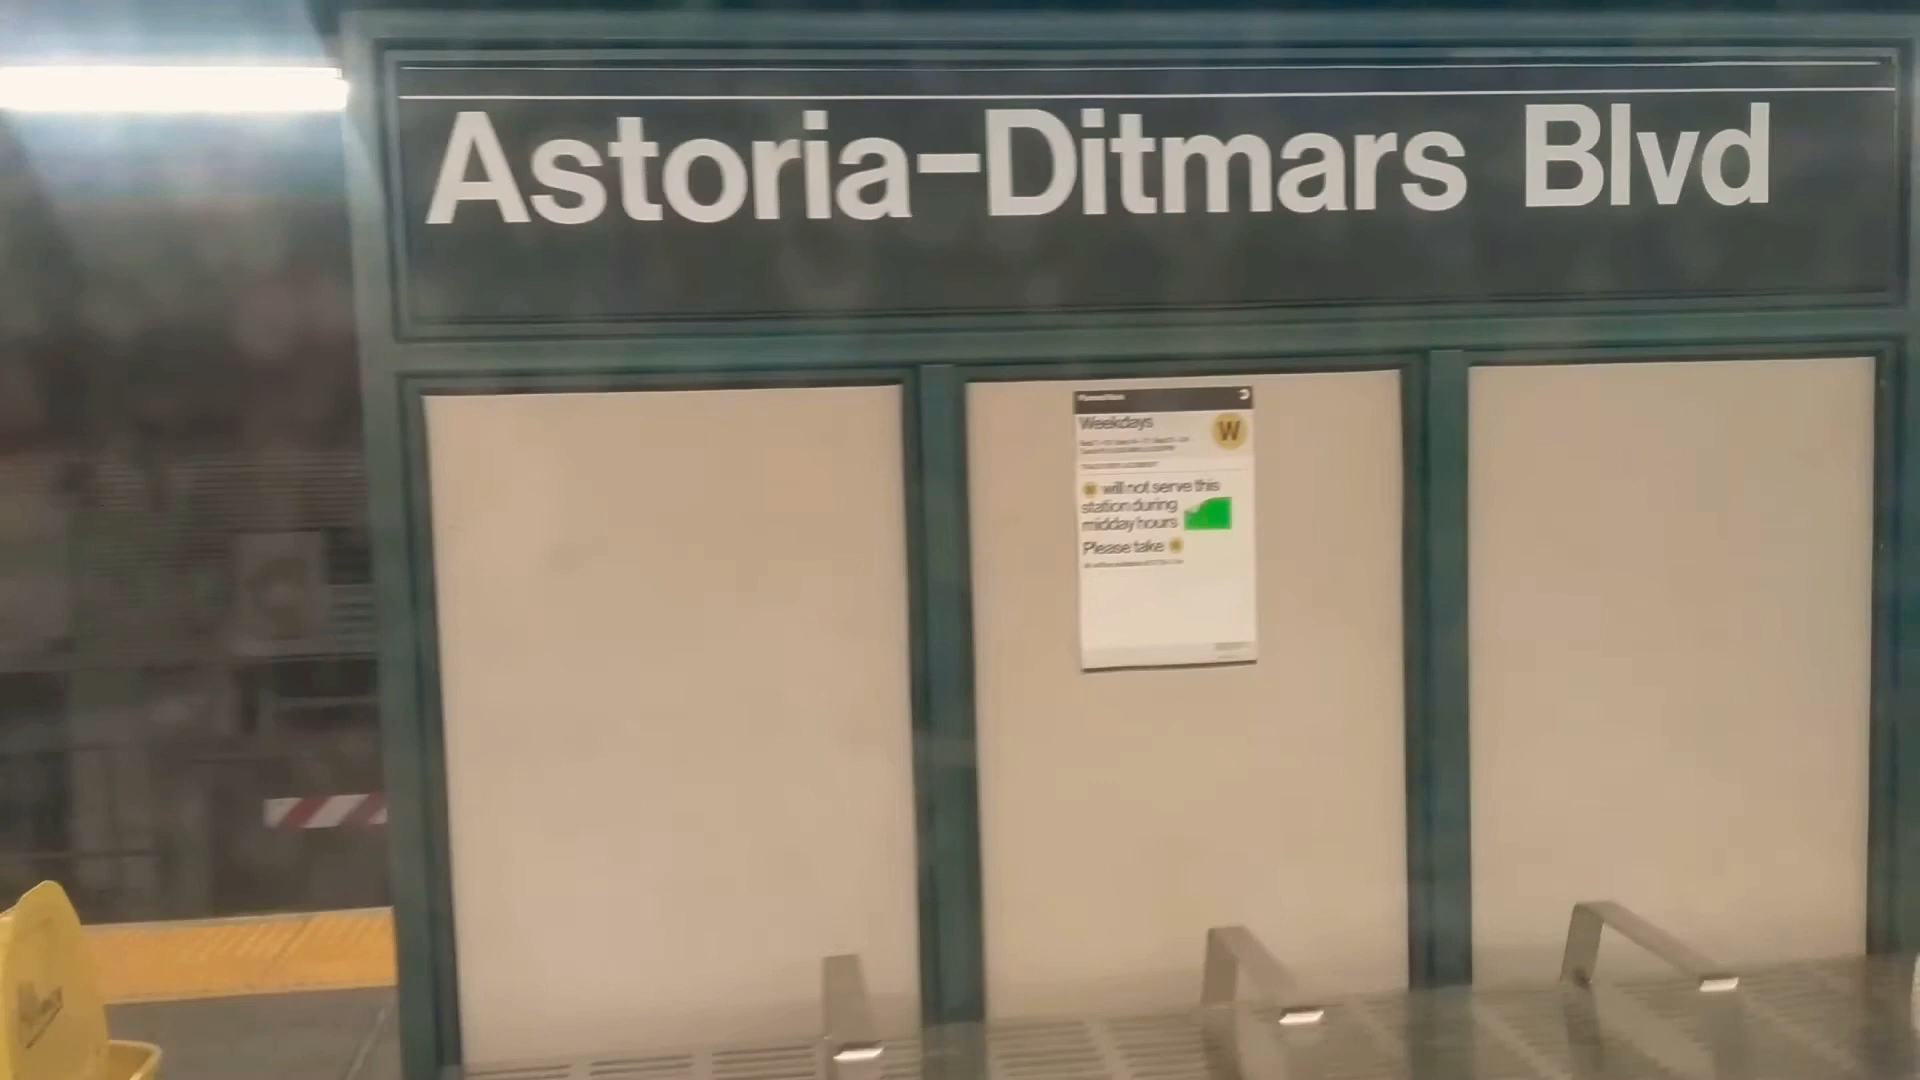 Astoria-Ditmars Blvd
Weekdays
W
W will not serve this
station during
midday hours
Please take